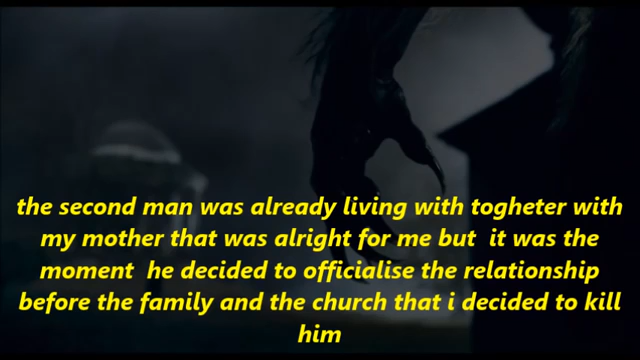 the second man was already living with togheter with
my mother that was alright for me but  it was the
moment  he decided to officialise the relationship
before the family and the church that i decided to kill
him